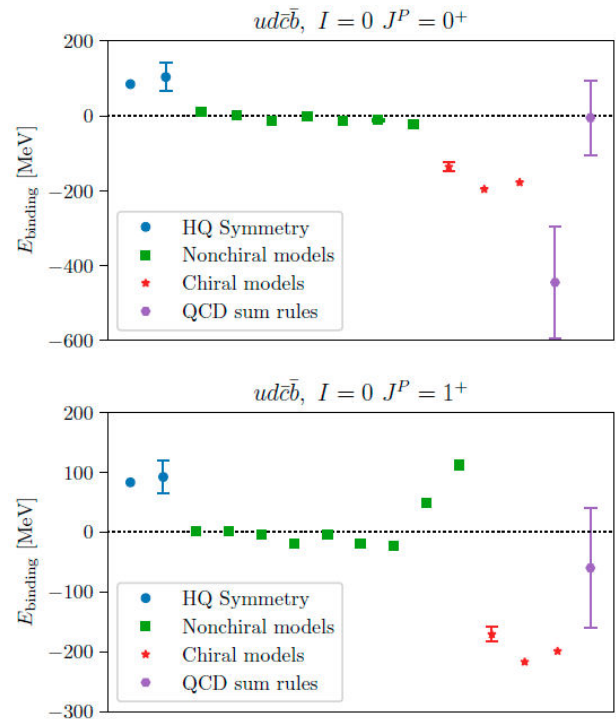 udc̄b̄, I = 0 J^P = 0^+
200
0
−200
−400
−600
E_binding [MeV]
HQ Symmetry
Nonchiral models
Chiral models
QCD sum rules
udc̄b̄, I = 0 J^P = 1^+
200
100
0
−100
−200
−300
E_binding [MeV]
HQ Symmetry
Nonchiral models
Chiral models
QCD sum rules